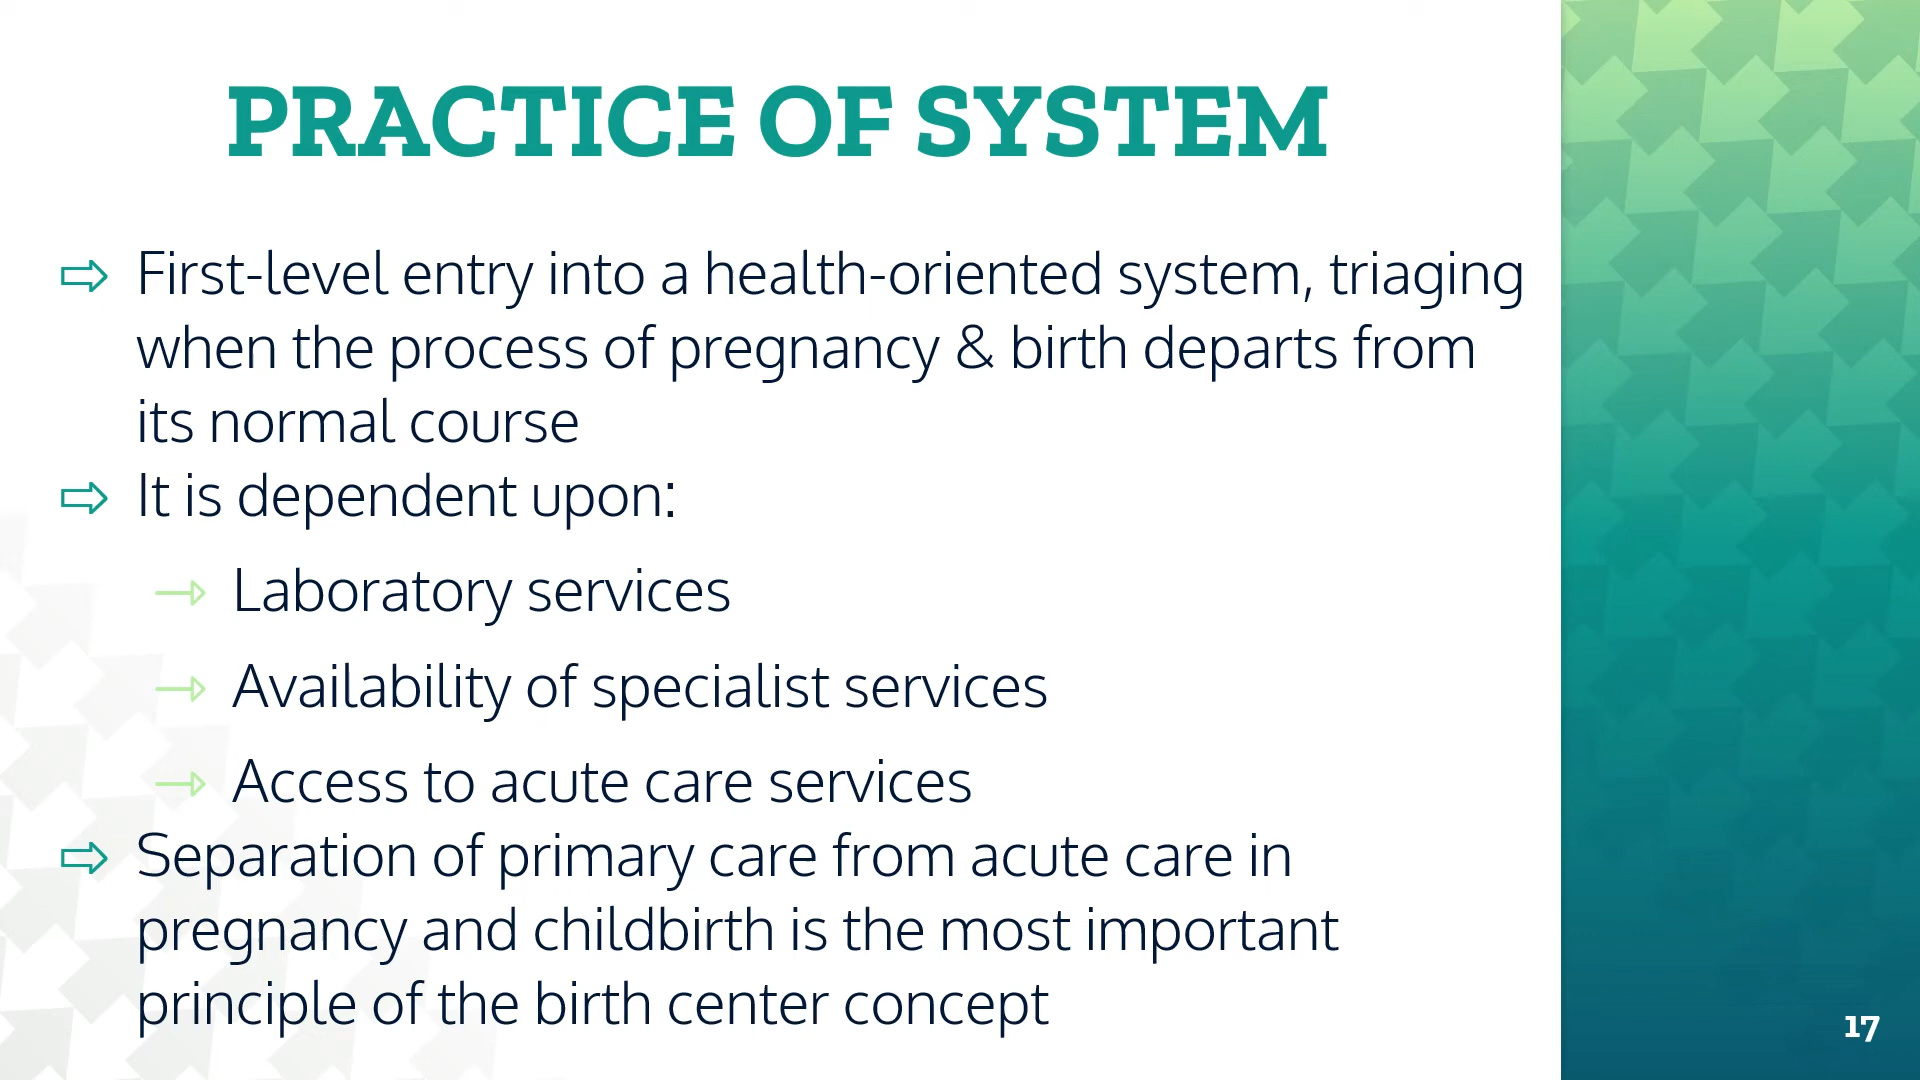 PRACTICE OF SYSTEM
⇨ First-level entry into a health-oriented system, triaging
when the process of pregnancy & birth departs from
its normal course
⇨ It is dependent upon:
⇾ Laboratory services
⇾ Availability of specialist services
⇾ Access to acute care services
⇨ Separation of primary care from acute care in
pregnancy and childbirth is the most important
principle of the birth center concept
17